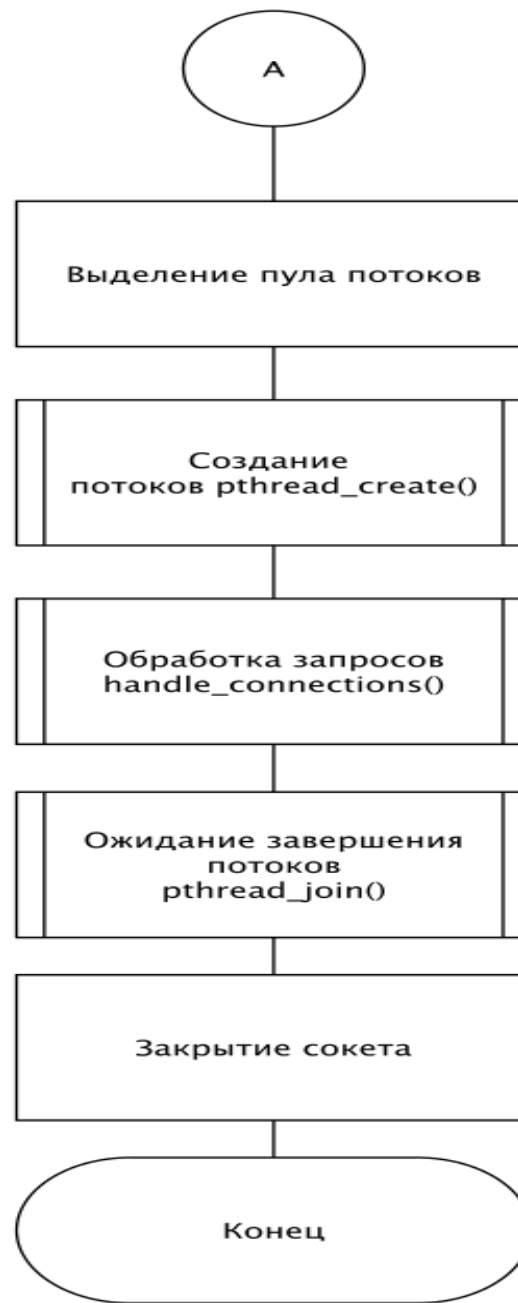 А
Выделение пула потоков
Создание
потоков pthread_create()
Обработка запросов
handle_connections()
Ожидание завершения
потоков
pthread_join()
Закрытие сокета
Конец